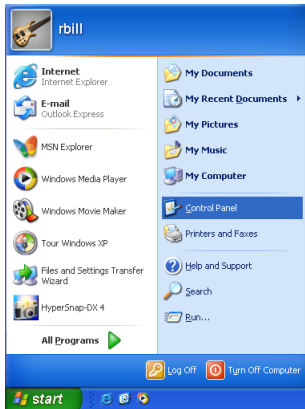 rbill
Internet
Internet Explorer
E-mail
Outlook Express
MSN Explorer
Windows Media Player
Windows Movie Maker
Tour Windows XP
Files and Settings Transfer
Wizard
HyperSnap-DX 4
All Programs
My Documents
My Recent Documents
My Pictures
My Music
My Computer
Control Panel
Printers and Faxes
Help and Support
Search
Run...
Log Off
Turn Off Computer
start